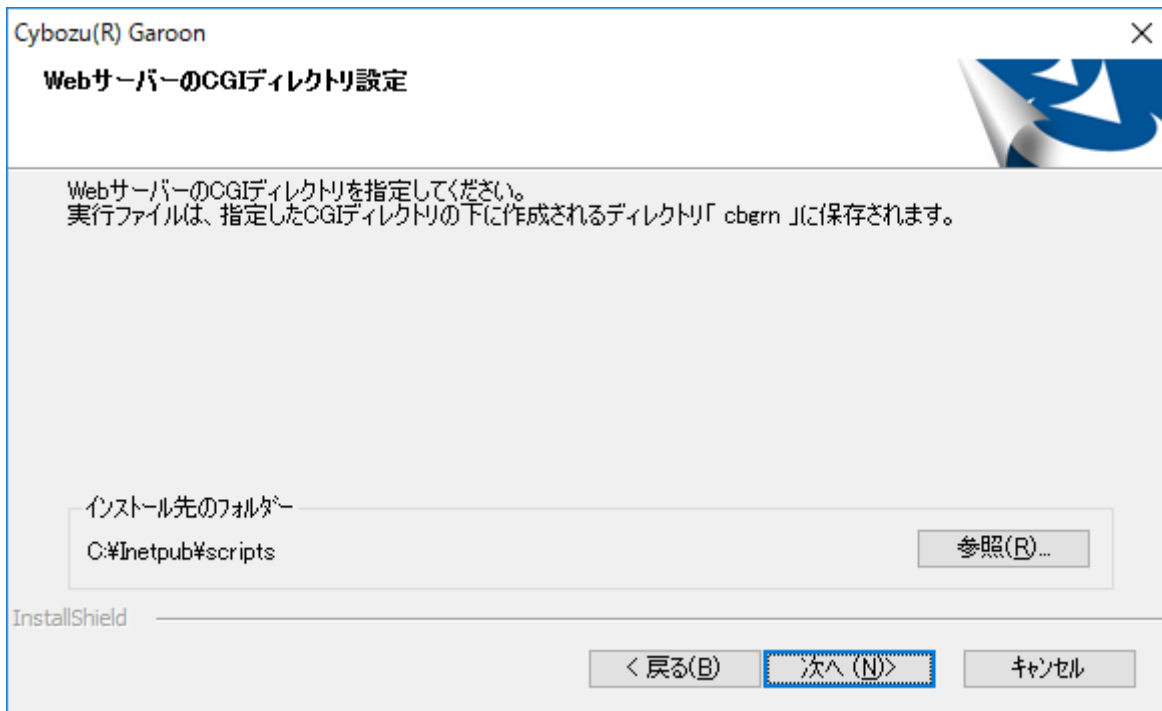 Cybozu(R) Garoon
WebサーバーのCGIディレクトリ設定
WebサーバーのCGIディレクトリを指定してください。
実行ファイルは、指定したCGIディレクトリの下に作成されるディレクトリ「 cbgrn 」に保存されます。
インストール先のフォルダー
C:¥Inetpub¥scripts
参照(R)...
InstallShield
< 戻る(B)
次へ (N)>
キャンセル